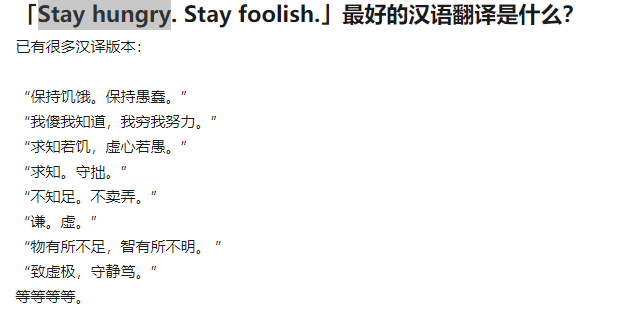 「Stay hungry. Stay foolish.」最好的汉语翻译是什么？
已有很多汉译版本：
“保持饥饿。保持愚蠢。”
“我傻我知道，我穷我努力。”
“求知若饥，虚心若愚。”
“求知。守拙。”
“不知足。不卖弄。”
“谦。虚。”
“物有所不足，智有所不明。 ”
“致虚极，守静笃。”
等等等等。